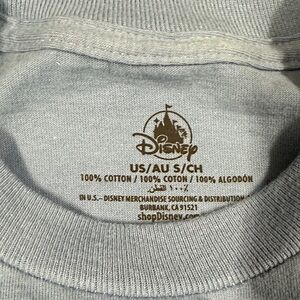 Disney
US/AU S/CH
100% COTTON / 100% COTON / 100% ALGODÓN
١٠٠٪ القطن
IN U.S.– DISNEY MERCHANDISE SOURCING & DISTRIBUTION
BURBANK, CA 91521
shopDisney.com